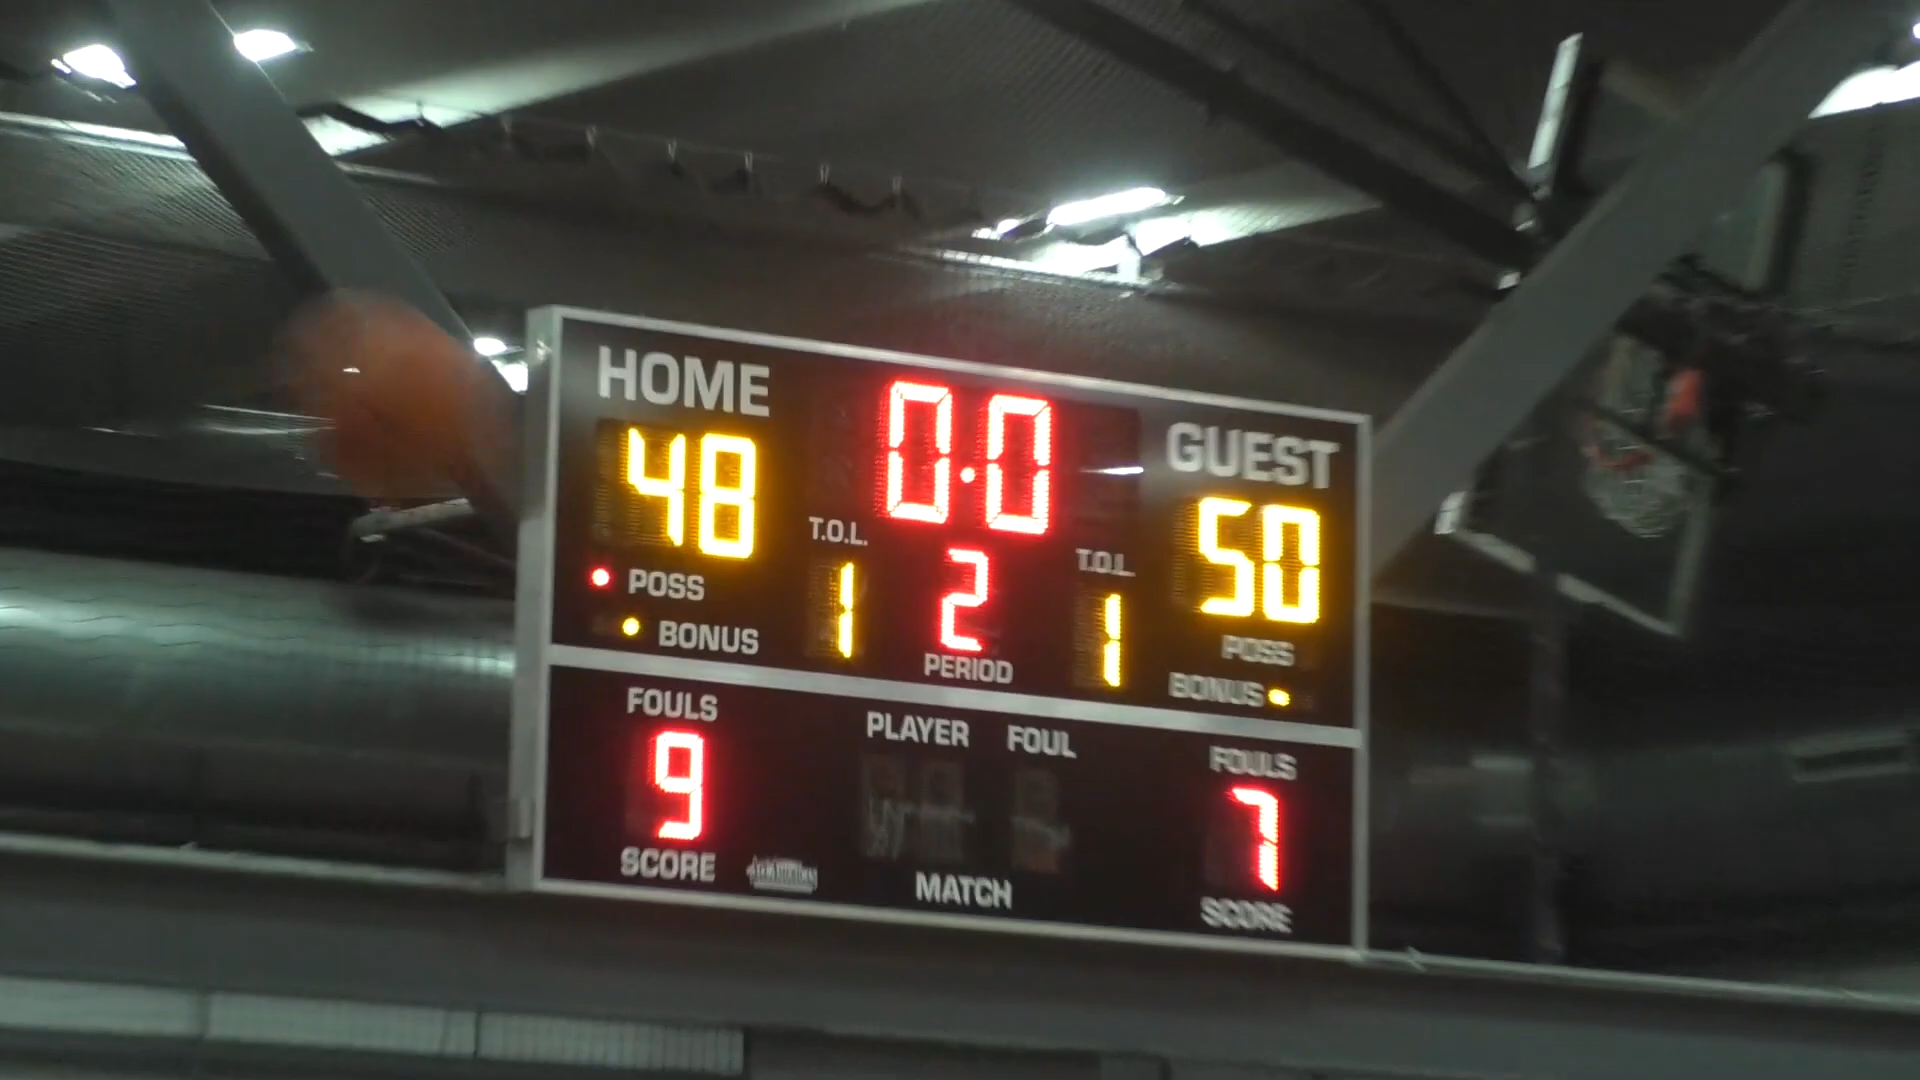 HOME
0.0
GUEST
48
50
T.O.L.
T.O.L.
POSS
1
2
1
POSS
BONUS
PERIOD
BONUS
FOULS
PLAYER
FOUL
FOULS
9
7
SCORE
MATCH
SCORE